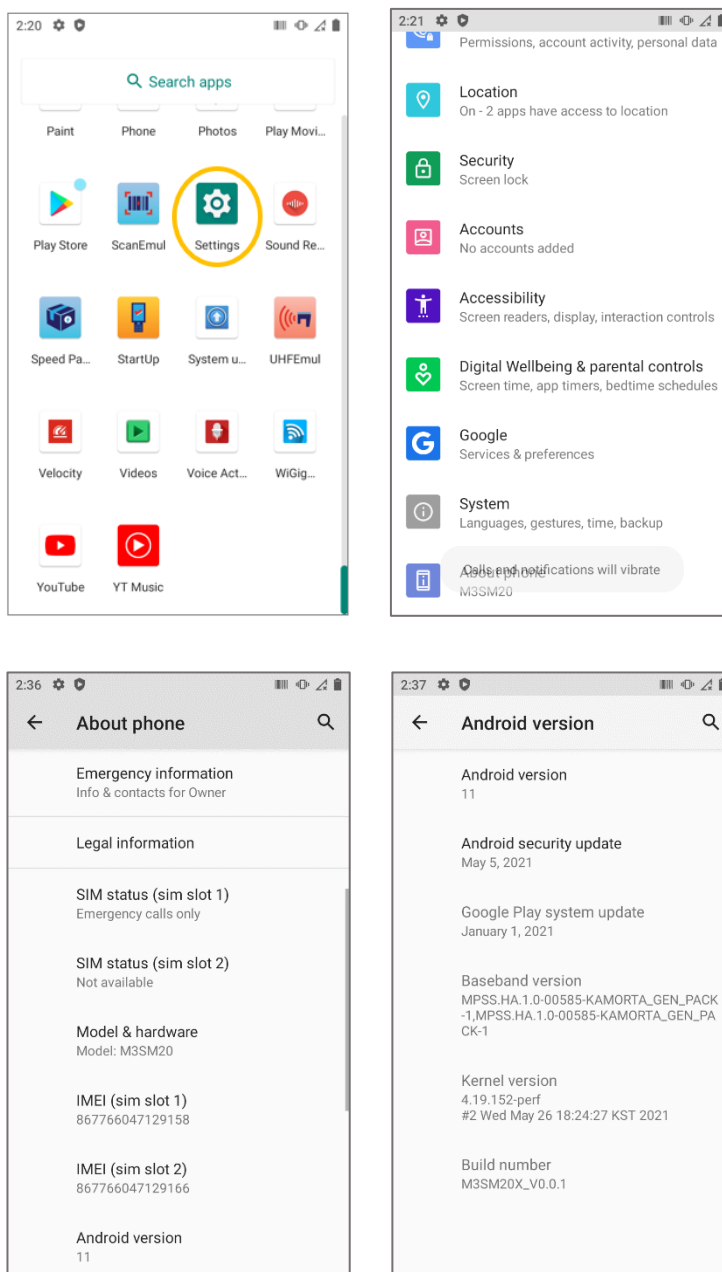 2:20
Search apps
Paint Phone Photos Play Movi...
Play Store ScanEmul Settings Sound Re...
Speed Pa... StartUp System u... UHFEmul
Velocity Videos Voice Act... WiGig...
YouTube YT Music
2:21
Permissions, account activity, personal data
Location
On - 2 apps have access to location
Security
Screen lock
Accounts
No accounts added
Accessibility
Screen readers, display, interaction controls
Digital Wellbeing & parental controls
Screen time, app timers, bedtime schedules
Google
Services & preferences
System
Languages, gestures, time, backup
About phone
Calls and notifications will vibrate
M3SM20
2:36
About phone
Emergency information
Info & contacts for Owner
Legal information
SIM status (sim slot 1)
Emergency calls only
SIM status (sim slot 2)
Not available
Model & hardware
Model: M3SM20
IMEI (sim slot 1)
867766047129158
IMEI (sim slot 2)
867766047129166
Android version
11
2:37
Android version
Android version
11
Android security update
May 5, 2021
Google Play system update
January 1, 2021
Baseband version
MPSS.HA.1.0-00585-KAMORTA_GEN_PACK
-1,MPSS.HA.1.0-00585-KAMORTA_GEN_PA
CK-1
Kernel version
4.19.152-perf
#2 Wed May 26 18:24:27 KST 2021
Build number
M3SM20X_V0.0.1